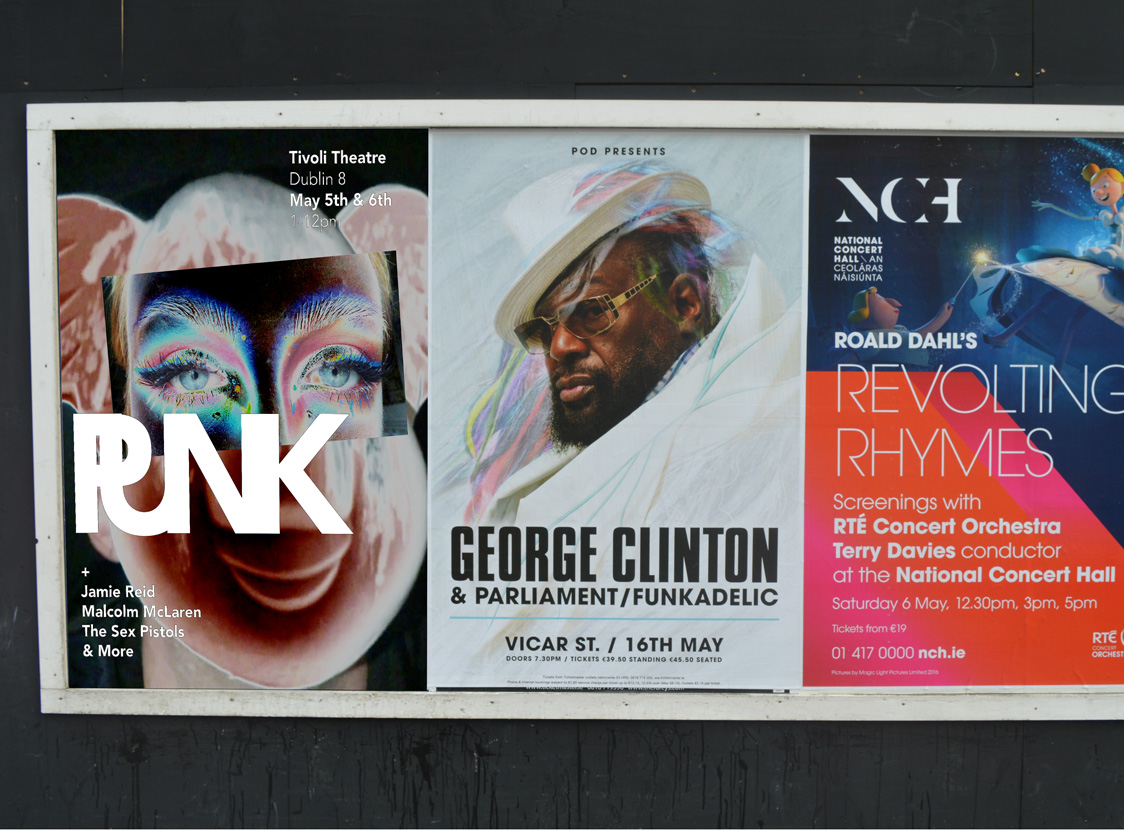 Tivoli Theatre
Dublin 8
May 5th & 6th
PUNK
+
Jamie Reid
Malcolm McLaren
The Sex Pistols
& More
POD PRESENTS
GEORGE CLINTON
& PARLIAMENT/FUNKADELIC
VICAR ST. / 16TH MAY
DOORS 7.30PM / TICKETS €39.50 STANDING €45.50 SEATED
NCH
NATIONAL
CONCERT
HALL \ AN
CEOLÁRAS
NÁISIÚNTA
ROALD DAHL'S
REVOLTING
RHYMES
Screenings with
RTÉ Concert Orchestra
Terry Davies conductor
at the National Concert Hall
Saturday 6 May, 12.30pm, 3pm, 5pm
Tickets from €19
01 417 0000 nch.ie
RTÉ
CONCERT
Pictures by Magic Light Pictures Limited 2016